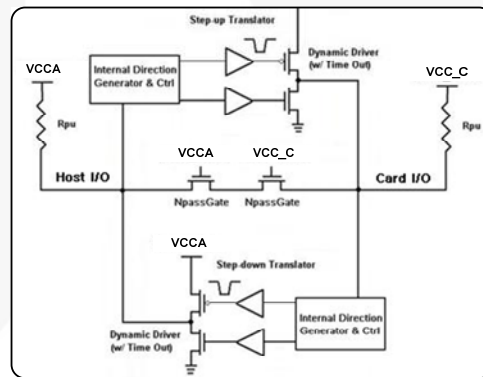 Step-up Translator
Dynamic Driver
(w/ Time Out)
Internal Direction
Generator & Ctrl
VCCA
Rpu
VCC_C
Rpu
VCCA
VCC_C
Host I/O
Card I/O
NpassGate
NpassGate
VCCA
Step-down Translator
Dynamic Driver
(w/ Time Out)
Internal Direction
Generator & Ctrl